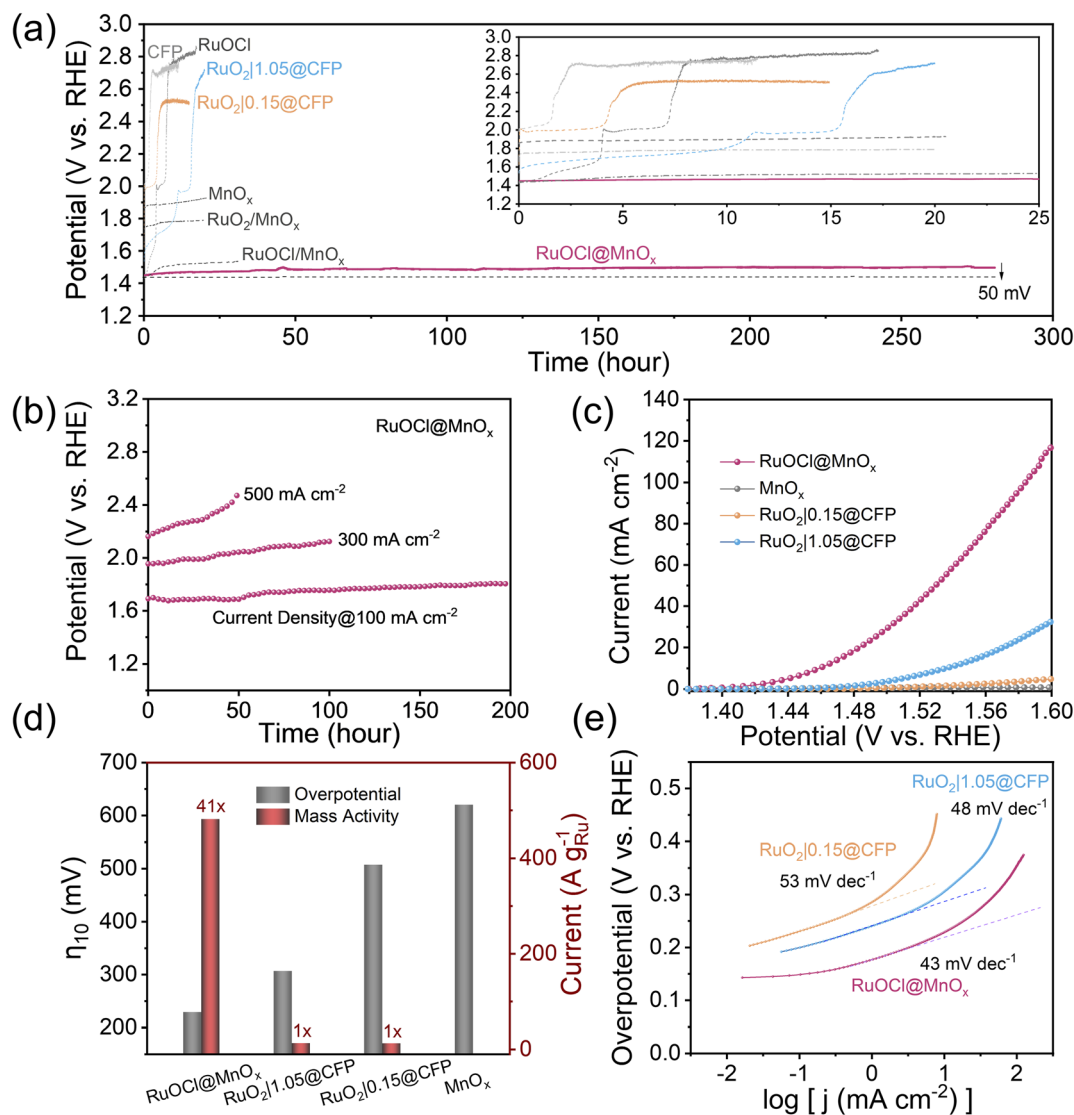 (a)
Potential (V vs. RHE)
3.0
2.8
2.6
2.4
2.2
2.0
1.8
1.6
1.4
1.2
CFP
RuOCl
RuO₂|1.05@CFP
RuO₂|0.15@CFP
MnOₓ
RuO₂/MnOₓ
RuOCl/MnOₓ
RuOCl@MnOₓ
50 mV
3.0
2.8
2.6
2.4
2.2
2.0
1.8
1.6
1.4
1.2
0 5 10 15 20 25
0 50 100 150 200 250 300
Time (hour)
(b)
Potential (V vs. RHE)
3.2
2.8
2.4
2.0
1.6
1.2
RuOCl@MnOₓ
500 mA cm⁻²
300 mA cm⁻²
Current Density@100 mA cm⁻²
0 50 100 150 200
Time (hour)
(c)
Current (mA cm⁻²)
140
120
100
80
60
40
20
0
RuOCl@MnOₓ
MnOₓ
RuO₂|0.15@CFP
RuO₂|1.05@CFP
1.40 1.44 1.48 1.52 1.56 1.60
Potential (V vs. RHE)
(d)
η₁₀ (mV)
700
600
500
400
300
200
Overpotential
Mass Activity
41x
1x
1x
600
400
200
0
Current (A g⁻¹Ru)
RuOCl@MnOₓ
RuO₂|1.05@CFP
RuO₂|0.15@CFP
MnOₓ
(e)
Overpotential (V vs. RHE)
0.5
0.4
0.3
0.2
0.1
0.0
RuO₂|1.05@CFP
48 mV dec⁻¹
RuO₂|0.15@CFP
53 mV dec⁻¹
43 mV dec⁻¹
RuOCl@MnOₓ
-2 -1 0 1 2
log [ j (mA cm⁻²) ]